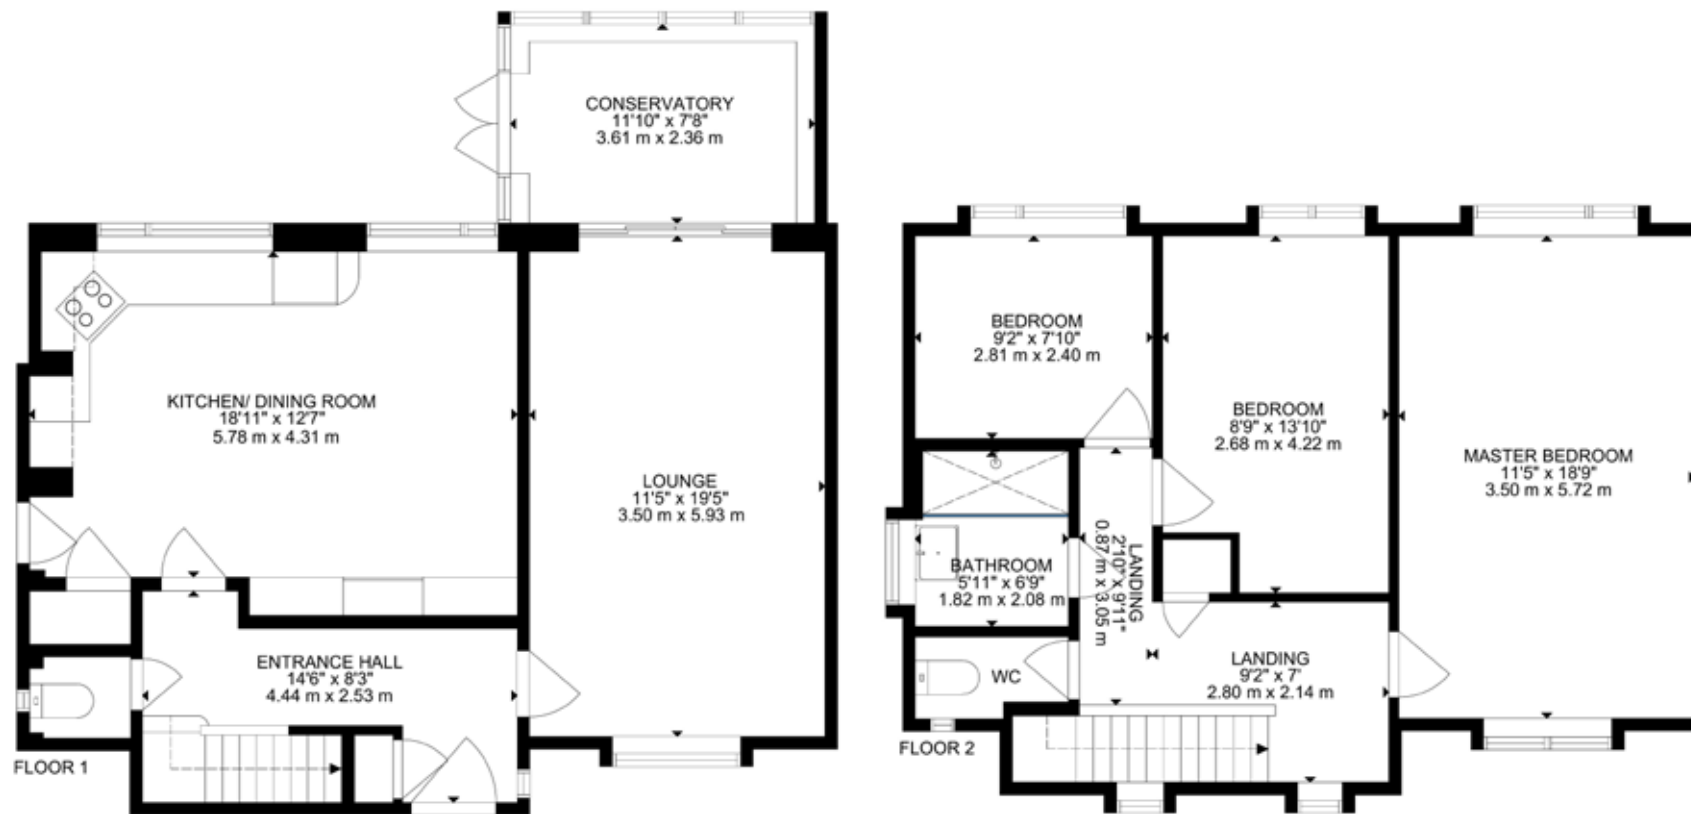 CONSERVATORY
11'10" x 7'8"
3.61 m x 2.36 m
KITCHEN/ DINING ROOM
18'11" x 12'7"
5.78 m x 4.31 m
LOUNGE
11'5" x 19'5"
3.50 m x 5.93 m
ENTRANCE HALL
14'6" x 8'3"
4.44 m x 2.53 m
FLOOR 1
BEDROOM
9'2" x 7'10"
2.81 m x 2.40 m
BEDROOM
8'9" x 13'10"
2.68 m x 4.22 m
MASTER BEDROOM
11'5" x 18'9"
3.50 m x 5.72 m
BATHROOM
5'11" x 6'9"
1.82 m x 2.08 m
LANDING
2'10" x 9'11"
0.87 m x 3.05 m
WC
LANDING
9'2" x 7'
2.80 m x 2.14 m
FLOOR 2